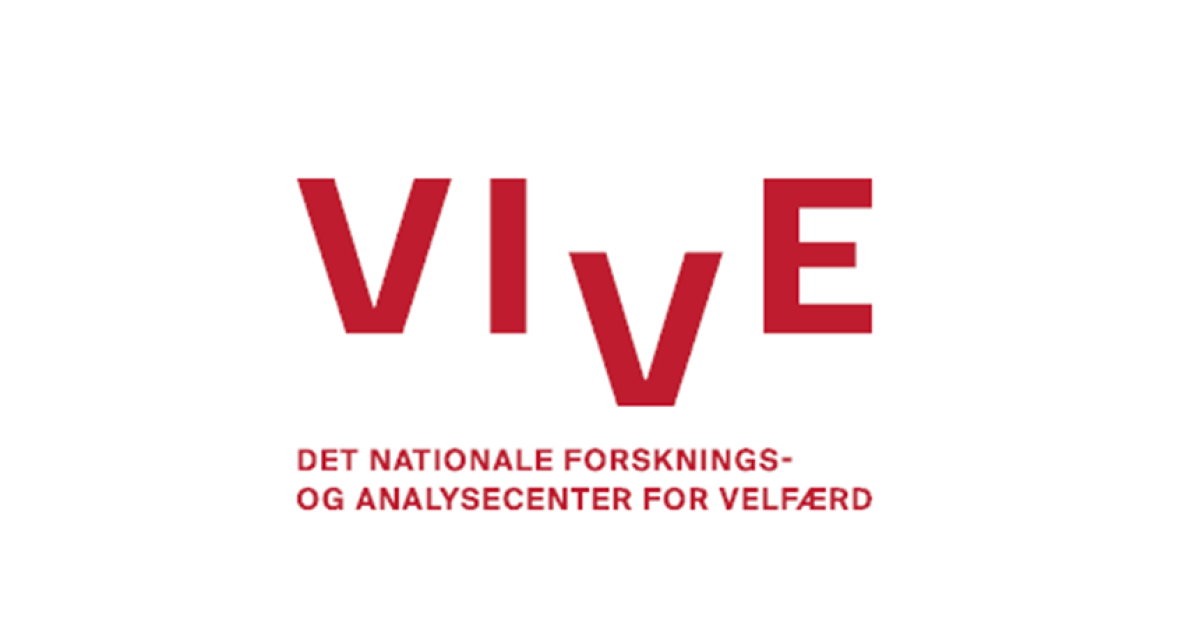 VIVE
DET NATIONALE FORSKNINGS-
OG ANALYSECENTER FOR VELFÆRD